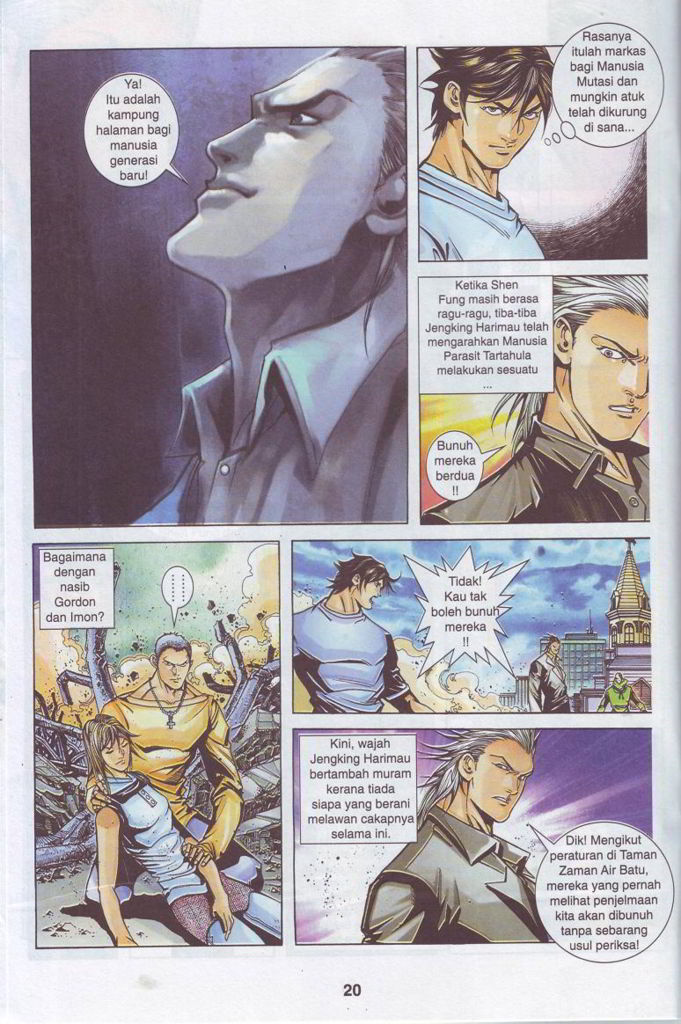 Ya!
Itu adalah
kampung
halaman bagi
manusia
generasi
baru!
Rasanya
itulah markas
bagi Manusia
Mutasi dan
mungkin atuk
telah dikurung
di sana...
Ketika Shen
Fung masih berasa
ragu-ragu, tiba-tiba
Jengking Harimau telah
mengarahkan Manusia
Parasit Tartahula
melakukan sesuatu
...
Bunuh
mereka
berdua
!!
Bagaimana
dengan
nasib
Gordon
dan Imon?
......
Tidak!
Kau tak
boleh bunuh
mereka
!!
Kini, wajah
Jengking Harimau
bertambah muram
kerana tiada
siapa yang berani
melawan cakapnya
selama ini.
Dik! Mengikut
peraturan di Taman
Zaman Air Batu,
mereka yang pernah
melihat penjelmaan
kita akan dibunuh
tanpa sebarang
usul periksa!
20